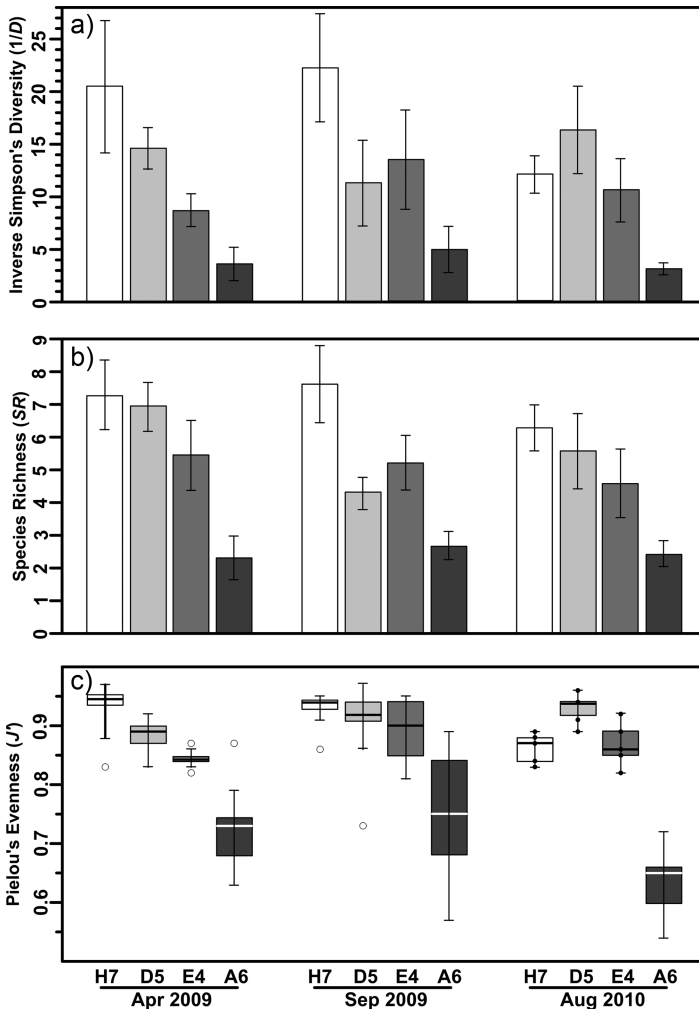 a)
Inverse Simpson's Diversity (1/D)
25
20
15
10
5
0
b)
Species Richness (SR)
9
8
7
6
5
4
3
2
1
0
c)
Pielou's Evenness (J')
0.9
0.8
0.7
0.6
H7 D5 E4 A6 H7 D5 E4 A6 H7 D5 E4 A6
Apr 2009 Sep 2009 Aug 2010